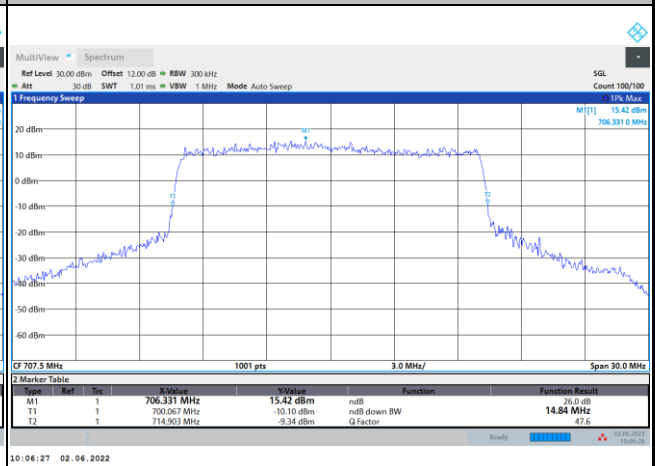 MultiView Spectrum
Ref Level 30.00 dBm Offset 12.00 dB RBW 300 kHz SGL
Att 30 dB SWT 1.01 ms VBW 1 MHz Mode Auto Sweep Count 100/100
1 Frequency Sweep 1Pk Max
M1[1] 15.42 dBm
706.331 0 MHz
20 dBm
M1
10 dBm
0 dBm
T1 T2
-10 dBm
-20 dBm
-30 dBm
-40 dBm
-50 dBm
-60 dBm
CF 707.5 MHz 1001 pts 3.0 MHz/ Span 30.0 MHz
2 Marker Table
Type Ref Trc X-Value Y-Value Function Function Result
M1 1 706.331 MHz 15.42 dBm ndB 26.0 dB
T1 1 700.067 MHz -10.10 dBm ndB down BW 14.84 MHz
T2 1 714.903 MHz -9.34 dBm Q Factor 47.6
Ready 02.06.2022
10:06:26
10:06:27 02.06.2022